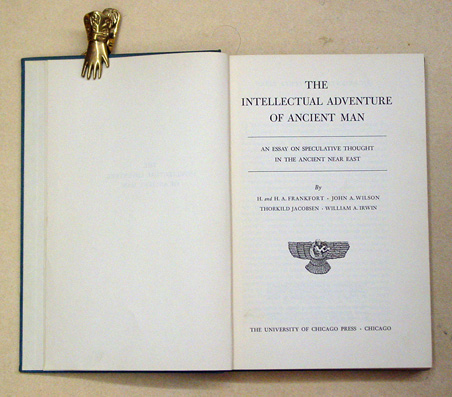 THE
INTELLECTUAL ADVENTURE
OF ANCIENT MAN
AN ESSAY ON SPECULATIVE THOUGHT
IN THE ANCIENT NEAR EAST
By
H. and H. A. FRANKFORT · JOHN A. WILSON
THORKILD JACOBSEN · WILLIAM A. IRWIN
THE UNIVERSITY OF CHICAGO PRESS · CHICAGO